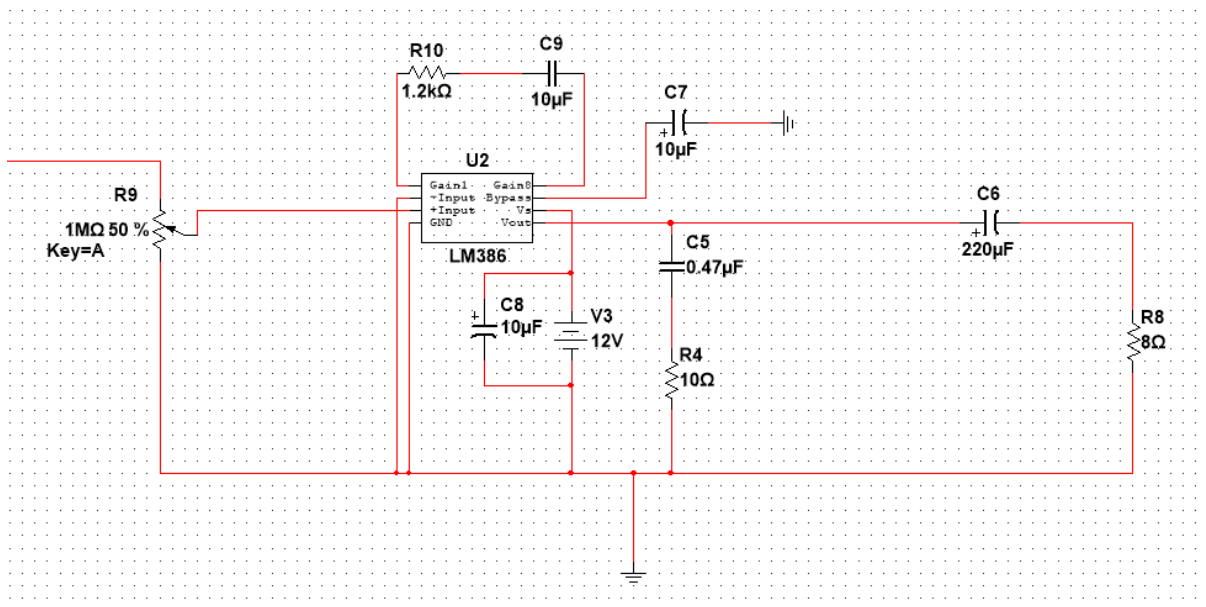 R10
1.2kΩ
C9
10µF
C7
+
10µF
U2
Gain1 Gain8
-Input Bypass
+Input Vs
GND Vout
LM386
R9
1MΩ 50 %
Key=A
C6
+
220µF
C5
0.47µF
C8
+
10µF
V3
12V
R4
10Ω
R8
8Ω